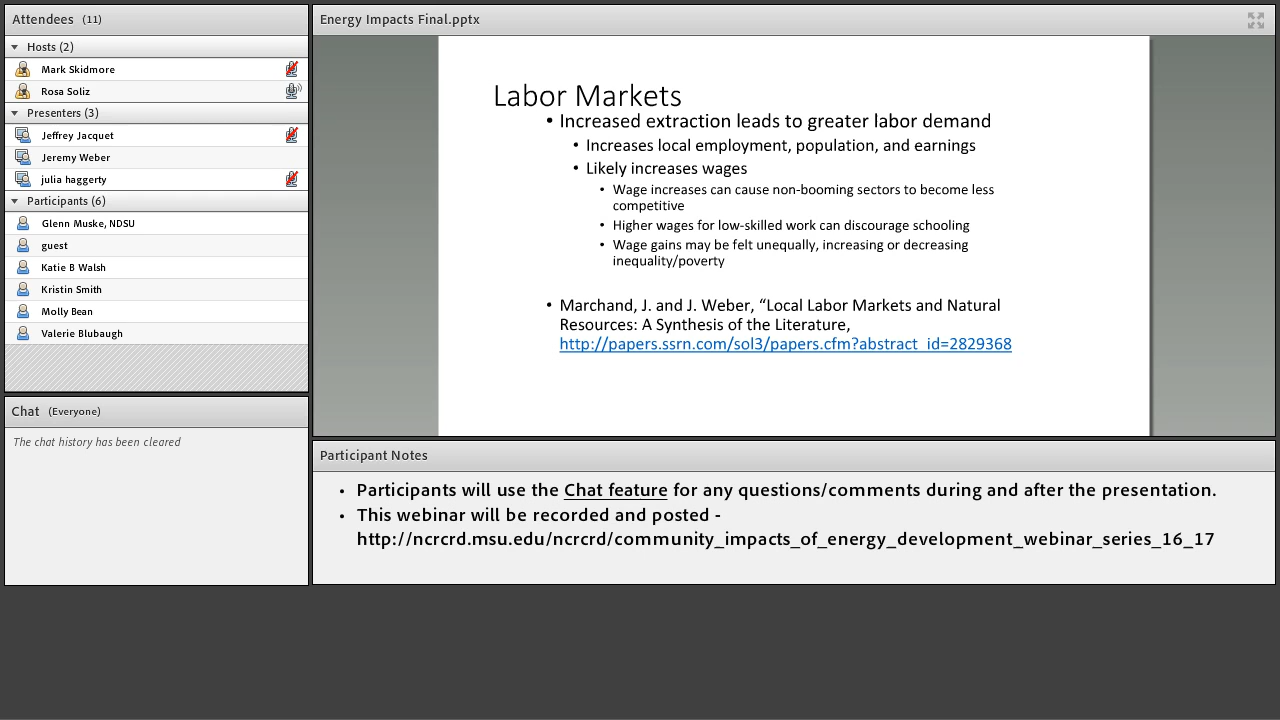 Attendees (11)
Hosts (2)
Mark Skidmore
Rosa Soliz
Presenters (3)
Jeffrey Jacquet
Jeremy Weber
julia haggerty
Participants (6)
Glenn Muske, NDSU
guest
Katie B Walsh
Kristin Smith
Molly Bean
Valerie Blubaugh
Chat (Everyone)
The chat history has been cleared
Energy Impacts Final.pptx
Labor Markets
• Increased extraction leads to greater labor demand
• Increases local employment, population, and earnings
• Likely increases wages
• Wage increases can cause non-booming sectors to become less
competitive
• Higher wages for low-skilled work can discourage schooling
• Wage gains may be felt unequally, increasing or decreasing
inequality/poverty
• Marchand, J. and J. Weber, “Local Labor Markets and Natural
Resources: A Synthesis of the Literature,
http://papers.ssrn.com/sol3/papers.cfm?abstract_id=2829368
Participant Notes
• Participants will use the Chat feature for any questions/comments during and after the presentation.
• This webinar will be recorded and posted -
http://ncrcrd.msu.edu/ncrcrd/community_impacts_of_energy_development_webinar_series_16_17